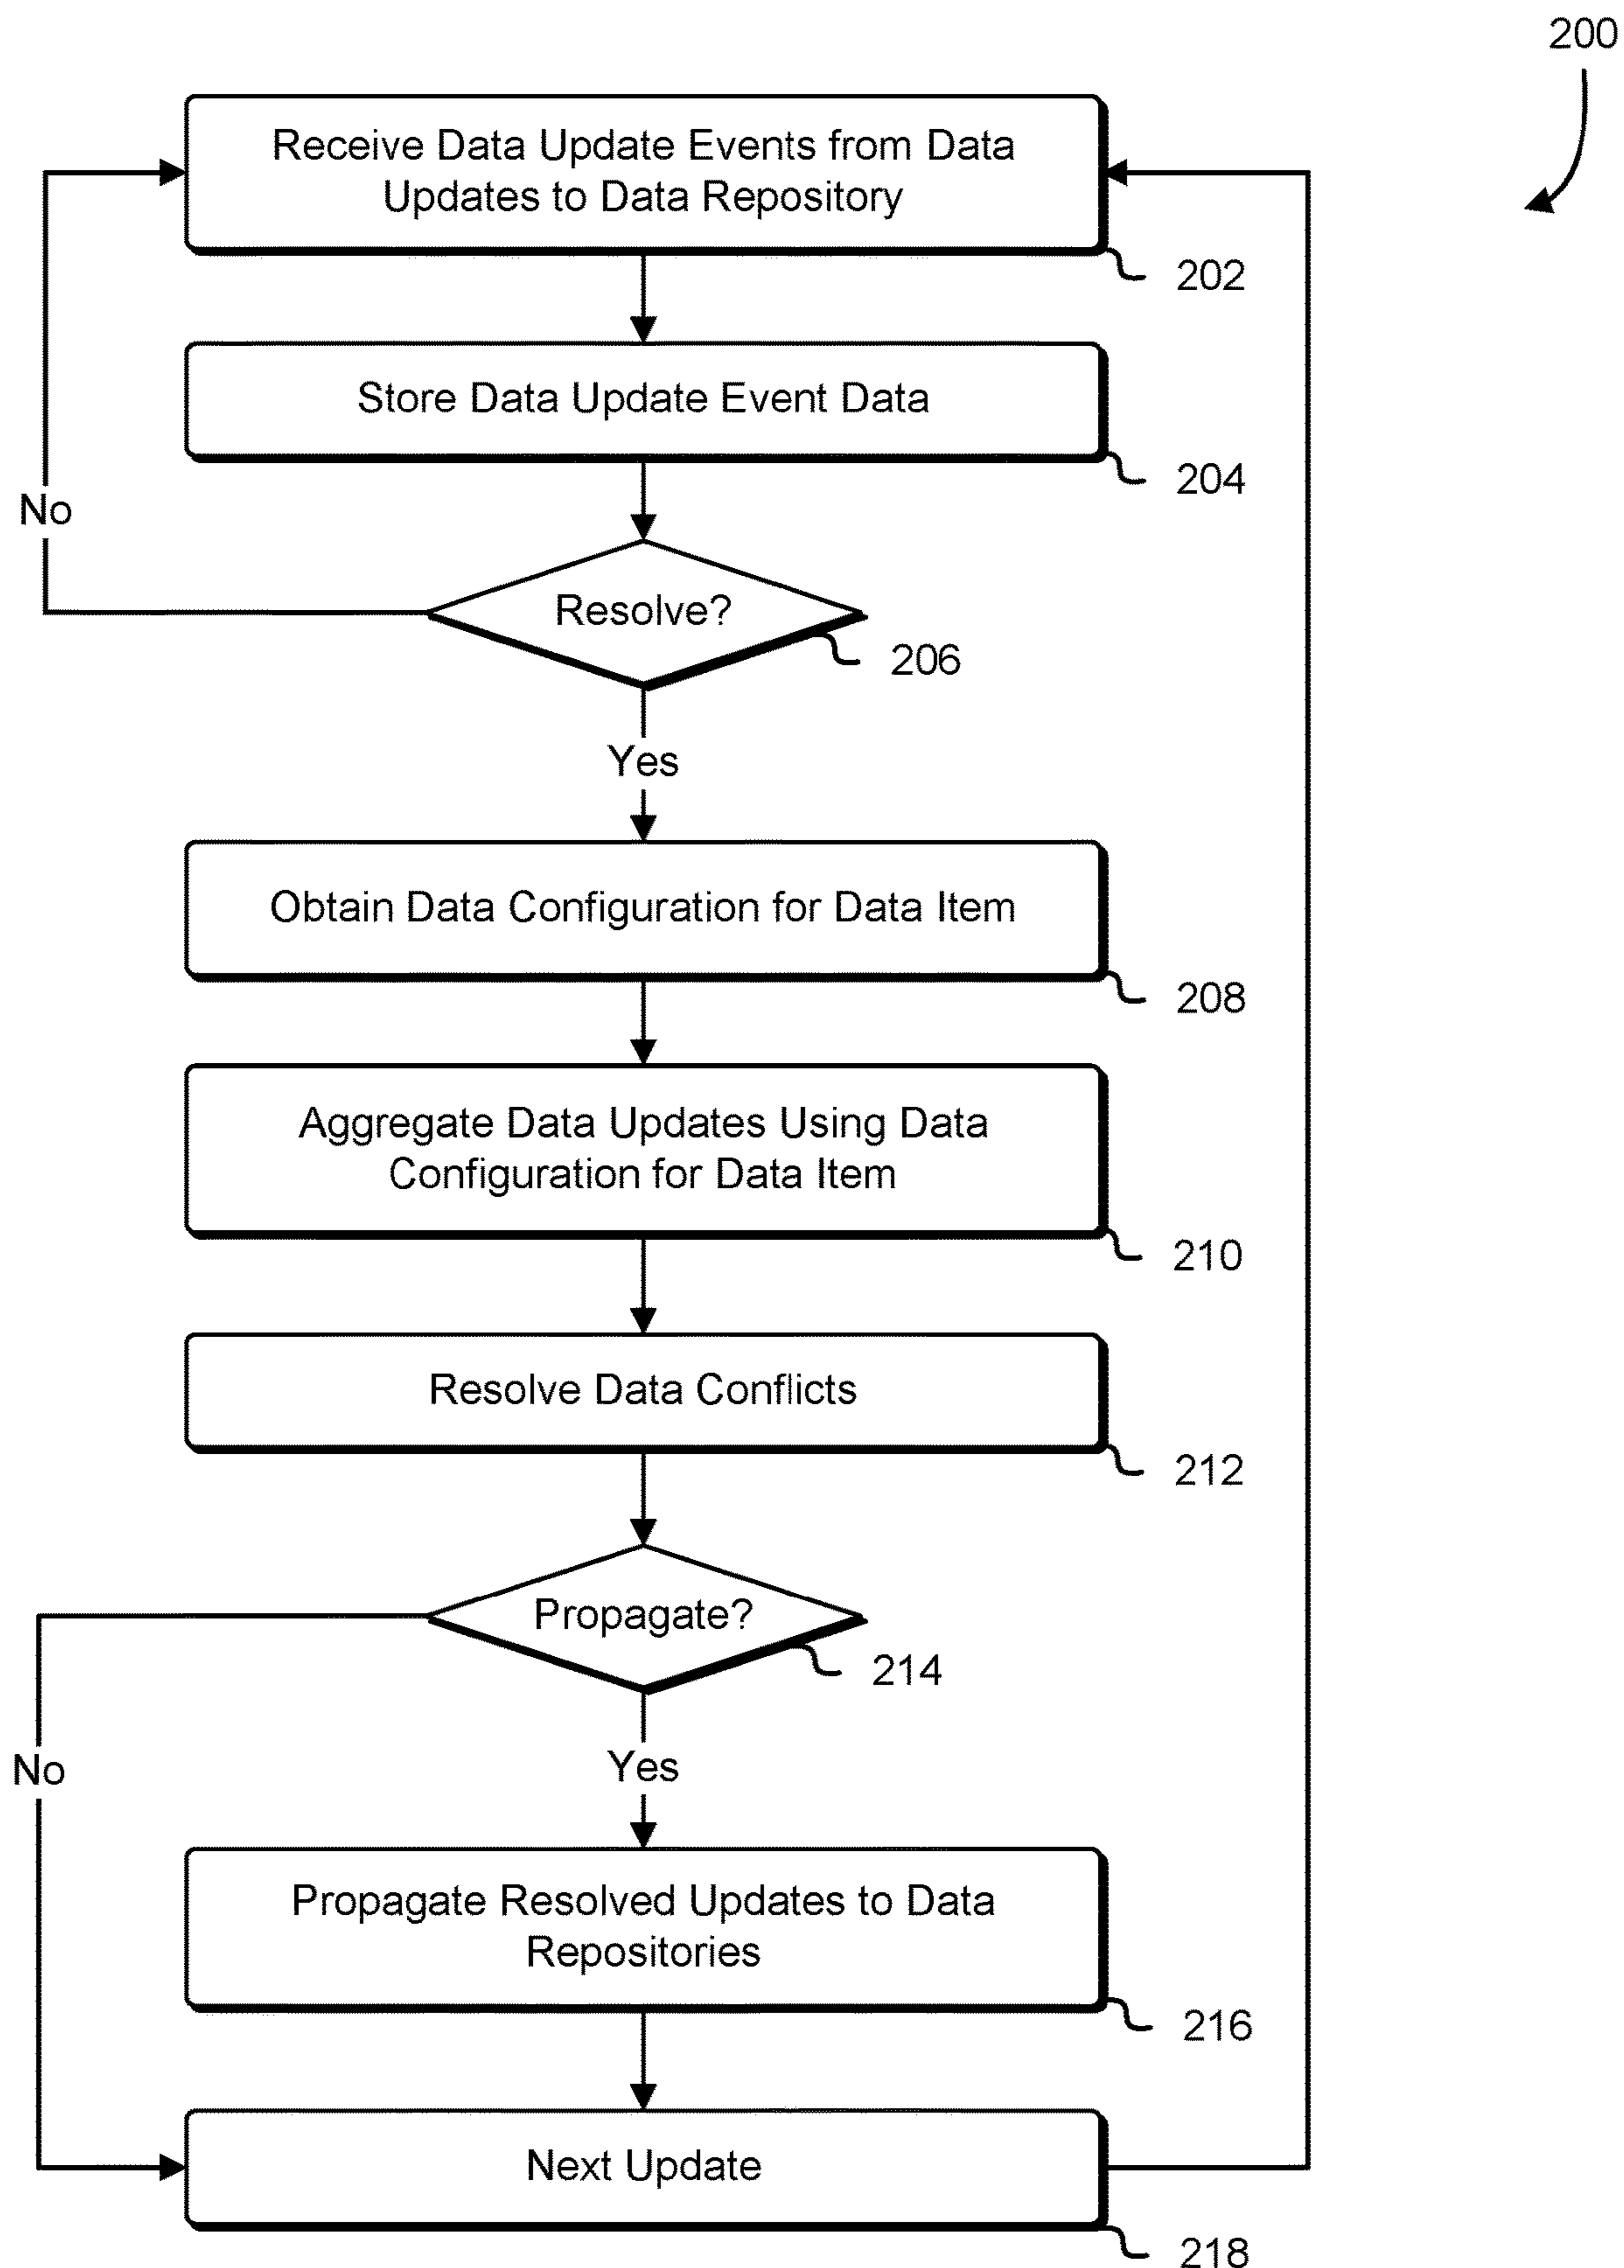 200
Receive Data Update Events from Data
Updates to Data Repository
202
Store Data Update Event Data
204
No
Resolve?
206
Yes
Obtain Data Configuration for Data Item
208
Aggregate Data Updates Using Data
Configuration for Data Item
210
Resolve Data Conflicts
212
Propagate?
214
No
Yes
Propagate Resolved Updates to Data
Repositories
216
Next Update
218